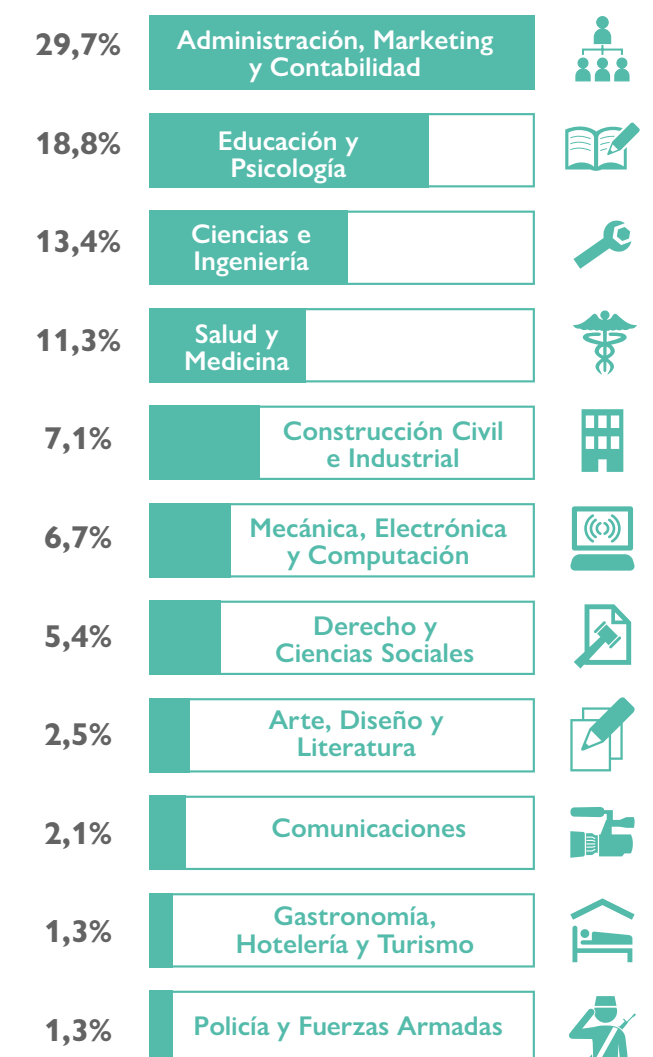 29,7%
Administración, Marketing
y Contabilidad
18,8%
Educación y
Psicología
13,4%
Ciencias e
Ingeniería
11,3%
Salud y
Medicina
7,1%
Construcción Civil
e Industrial
6,7%
Mecánica, Electrónica
y Computación
5,4%
Derecho y
Ciencias Sociales
2,5%
Arte, Diseño y
Literatura
2,1%
Comunicaciones
1,3%
Gastronomía,
Hotelería y Turismo
1,3%
Policía y Fuerzas Armadas